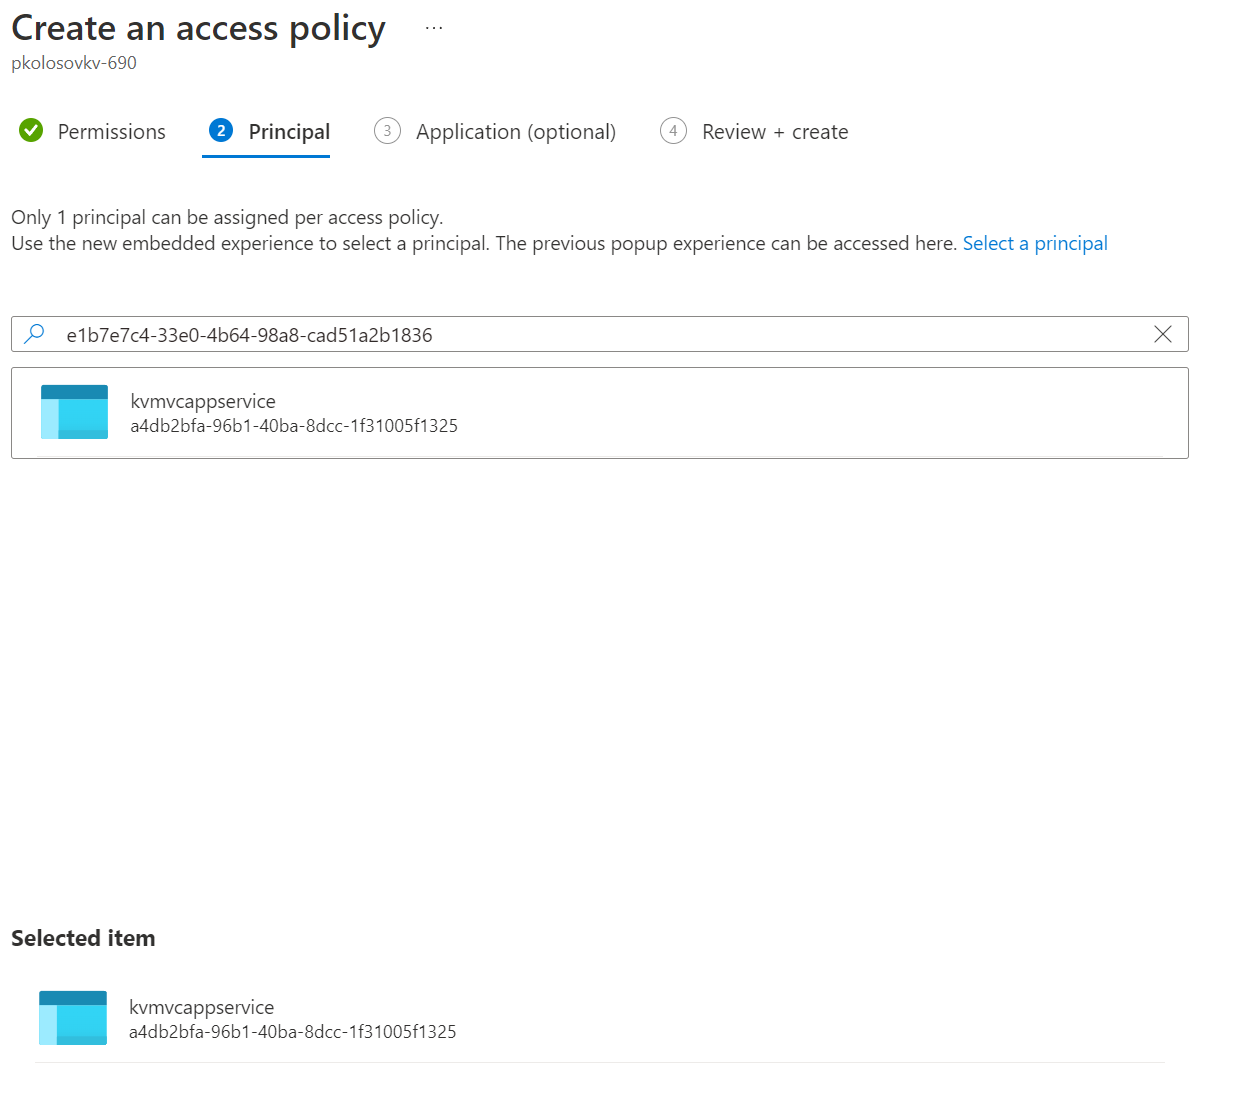 Create an access policy ...
pkolosovkv-690
Permissions
2 Principal
3 Application (optional)
4 Review + create
Only 1 principal can be assigned per access policy.
Use the new embedded experience to select a principal. The previous popup experience can be accessed here. Select a principal
e1b7e7c4-33e0-4b64-98a8-cad51a2b1836
kvmvcappservice
a4db2bfa-96b1-40ba-8dcc-1f31005f1325
Selected item
kvmvcappservice
a4db2bfa-96b1-40ba-8dcc-1f31005f1325